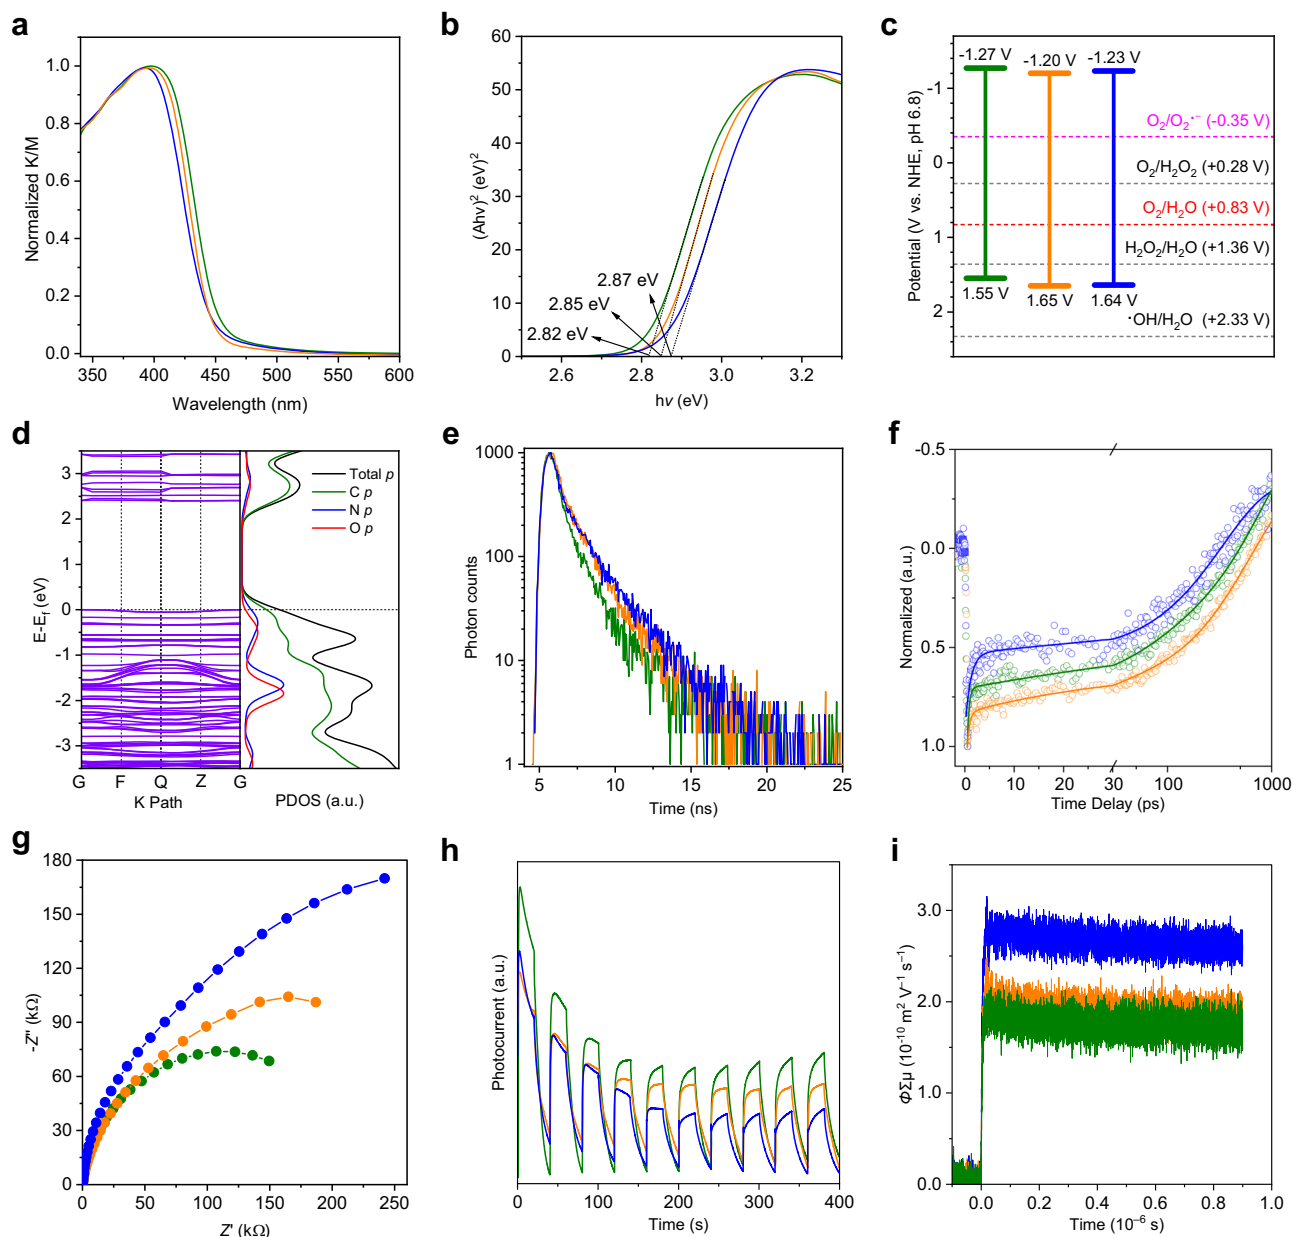 a
1.0
0.8
0.6
0.4
0.2
0.0
Normalized K/M
350 400 450 500 550 600
Wavelength (nm)
b
60
50
40
30
20
10
0
(Ahv)² (eV)²
2.87 eV
2.85 eV
2.82 eV
2.6 2.8 3.0 3.2
hν (eV)
c
-1
0
1
2
Potential (V vs. NHE, pH 6.8)
-1.27 V
-1.20 V
-1.23 V
O₂/O₂˙⁻ (-0.35 V)
O₂/H₂O₂ (+0.28 V)
O₂/H₂O (+0.83 V)
H₂O₂/H₂O (+1.36 V)
1.55 V
1.65 V
1.64 V
˙OH/H₂O (+2.33 V)
d
3
2
1
0
-1
-2
-3
E-E_f (eV)
G F Q Z G
K Path
Total p
C p
N p
O p
PDOS (a.u.)
e
1000
100
10
1
Photon counts
5 10 15 20 25
Time (ns)
f
-0.5
0.0
0.5
1.0
Normalized (a.u.)
0 10 20 30 100 1000
Time Delay (ps)
g
180
150
120
90
60
30
0
-Z" (kΩ)
0 50 100 150 200 250
Z' (kΩ)
h
Photocurrent (a.u.)
0 100 200 300 400
Time (s)
i
3.0
2.0
1.0
0.0
ΦΣμ (10⁻¹⁰ m² V⁻¹ s⁻¹)
0.0 0.2 0.4 0.6 0.8 1.0
Time (10⁻⁶ s)